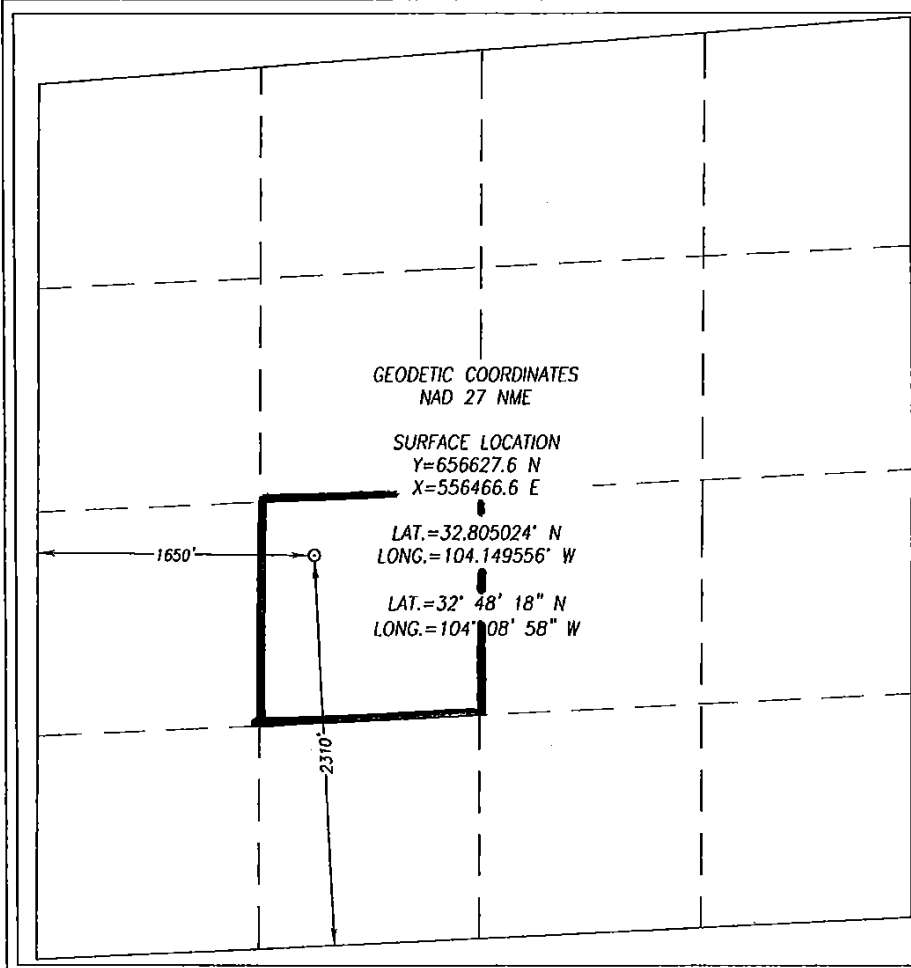 GEODETIC COORDINATES
NAD 27 NME
SURFACE LOCATION
Y=656627.6 N
X=556466.6 E
LAT.=32.805024° N
LONG.=104.149556° W
LAT.=32° 48' 18" N
LONG.=104° 08' 58" W
1650'
2310'